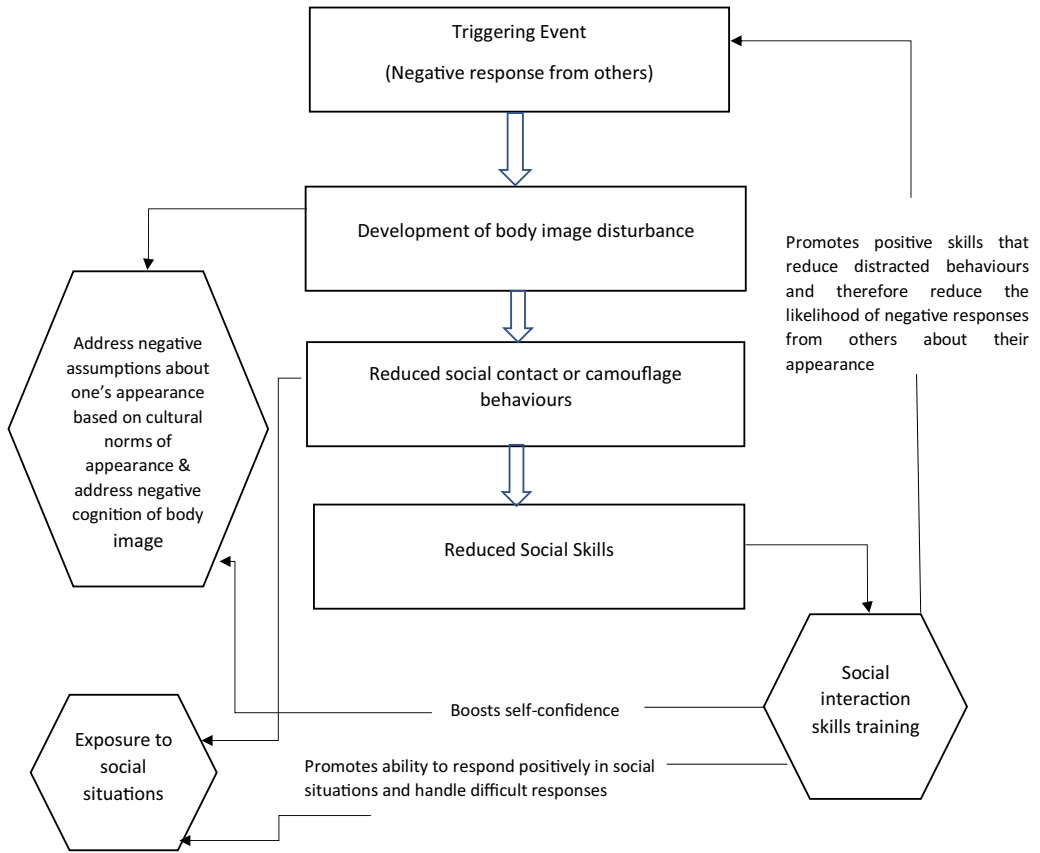 Triggering Event
(Negative response from others)
Development of body image disturbance
Promotes positive skills that
reduce distracted behaviours
and therefore reduce the
likelihood of negative responses
from others about their
appearance
Address negative
assumptions about
one’s appearance
based on cultural
norms of
appearance &
address negative
cognition of body
image
Reduced social contact or camouflage
behaviours
Reduced Social Skills
Social
interaction
skills training
Boosts self-confidence
Exposure to
social
situations
Promotes ability to respond positively in social
situations and handle difficult responses